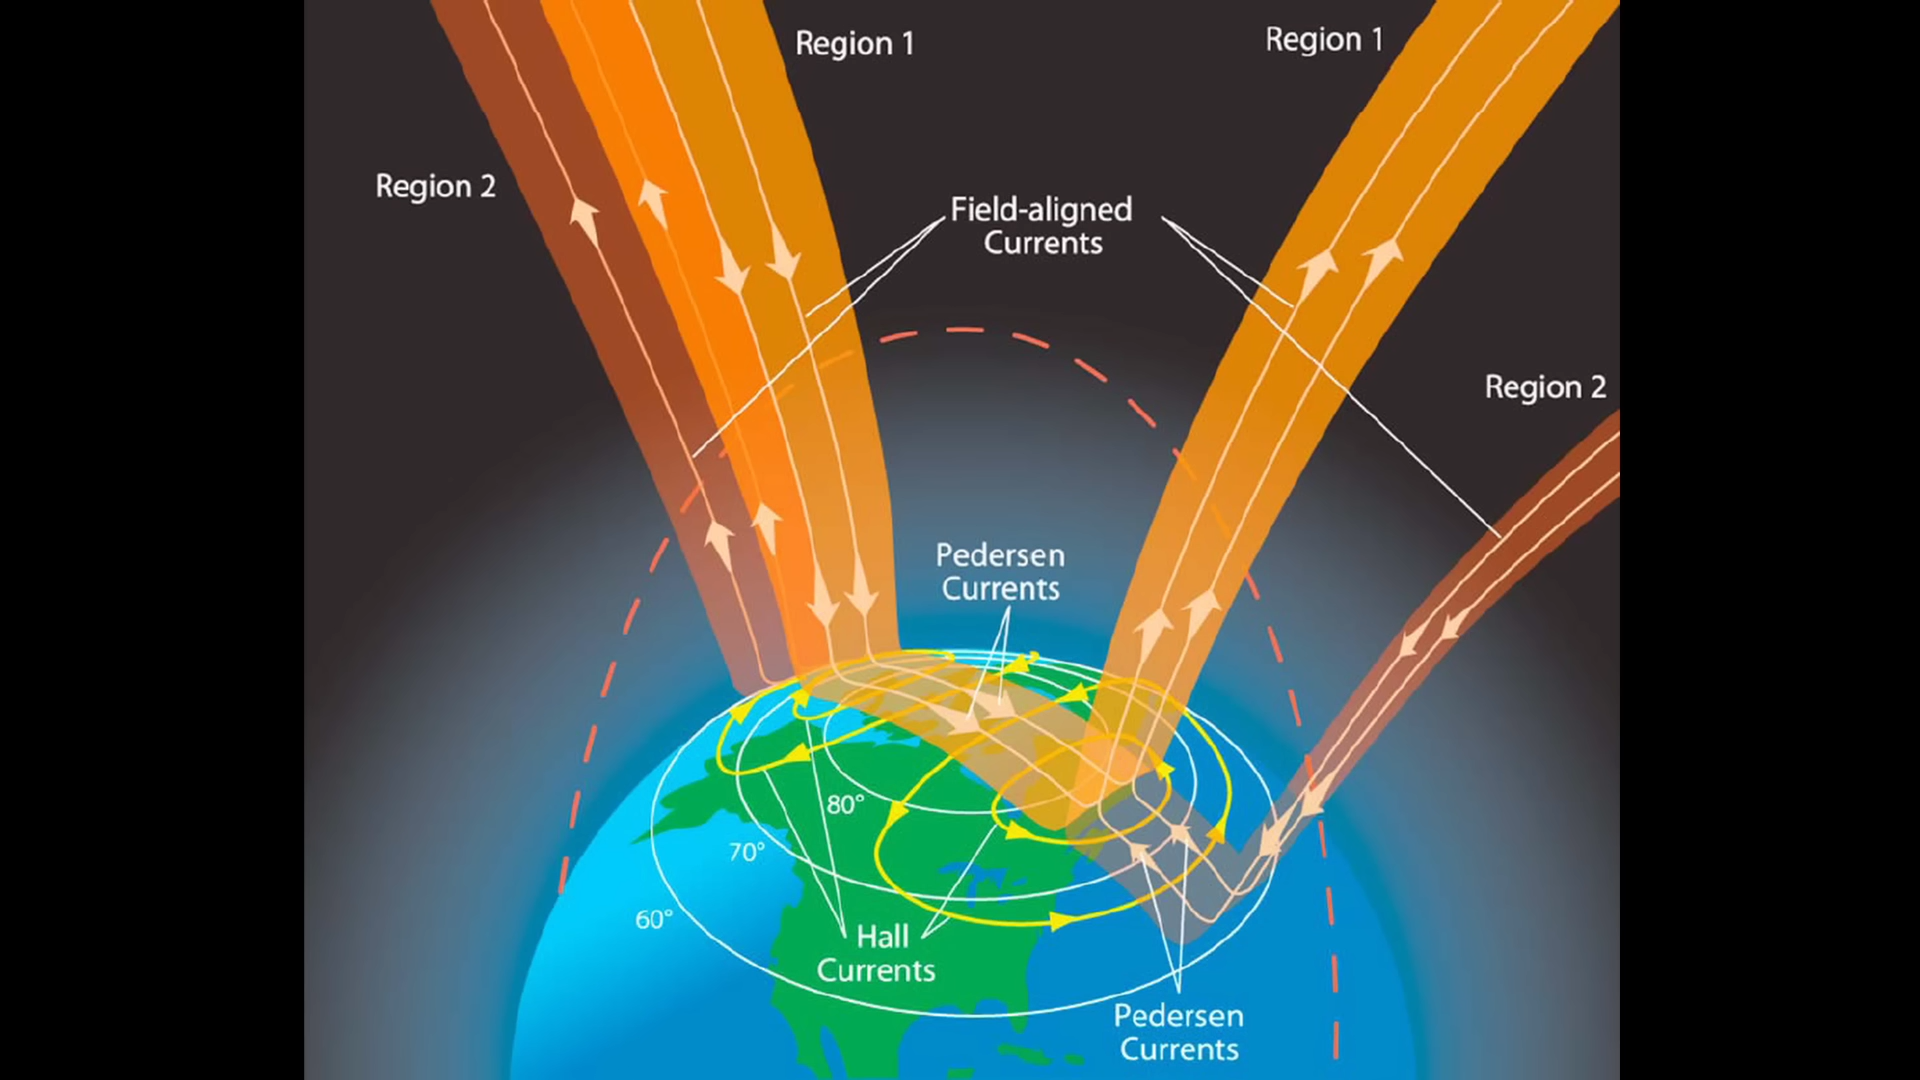 Region 1
Region 1
Region 2
Field-aligned
Currents
Region 2
Pedersen
Currents
80°
70°
60°
Hall
Currents
Pedersen
Currents